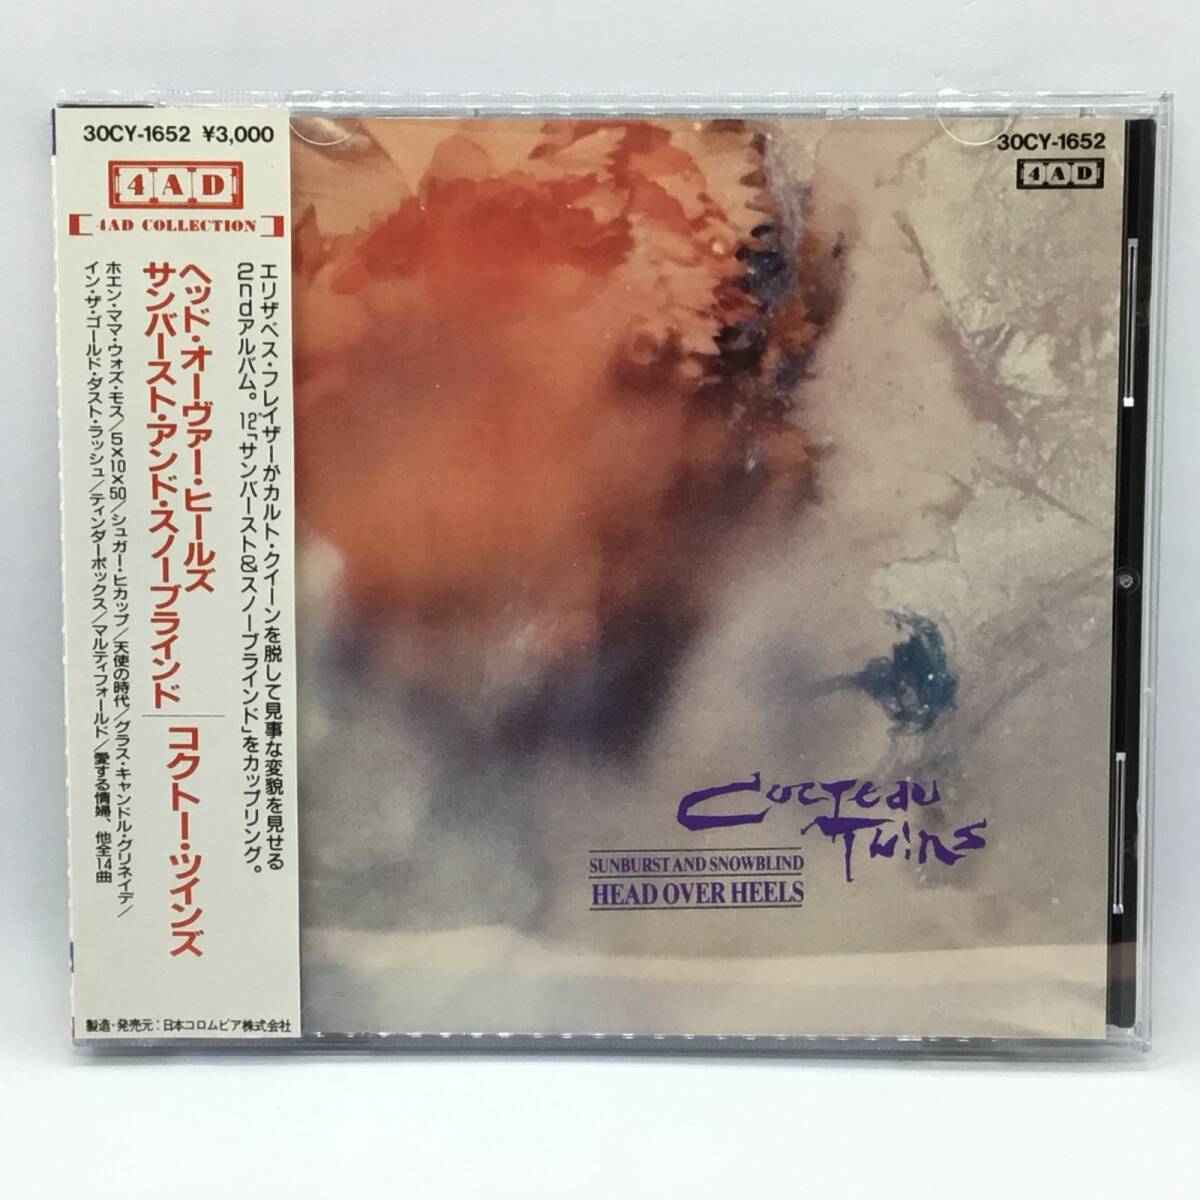 30CY-1652 ¥3,000
4AD
4AD COLLECTION
エリザベス・フレイザーがカルト・クイーンを脱して見事な変貌を見せる
2ndアルバム。12"「サンバースト&スノーブラインド」をカップリング。
ヘッド・オーヴァー・ヒールズ
サンバースト・アンド・スノーブラインド
コクトー・ツインズ
ホエン・ママ・ウォズ・モス/5×10×50/シュガー・ヒカップ/天使の時代/グラス・キャンドル・グリネイデ/
イン・ザ・ゴールド・ダスト・ラッシュ/ティンダーボックス/マルティフォールド/愛する情婦、他全14曲
製造・発売元:日本コロムビア株式会社
30CY-1652
4AD
Cocteau
Twins
SUNBURST AND SNOWBLIND
HEAD OVER HEELS